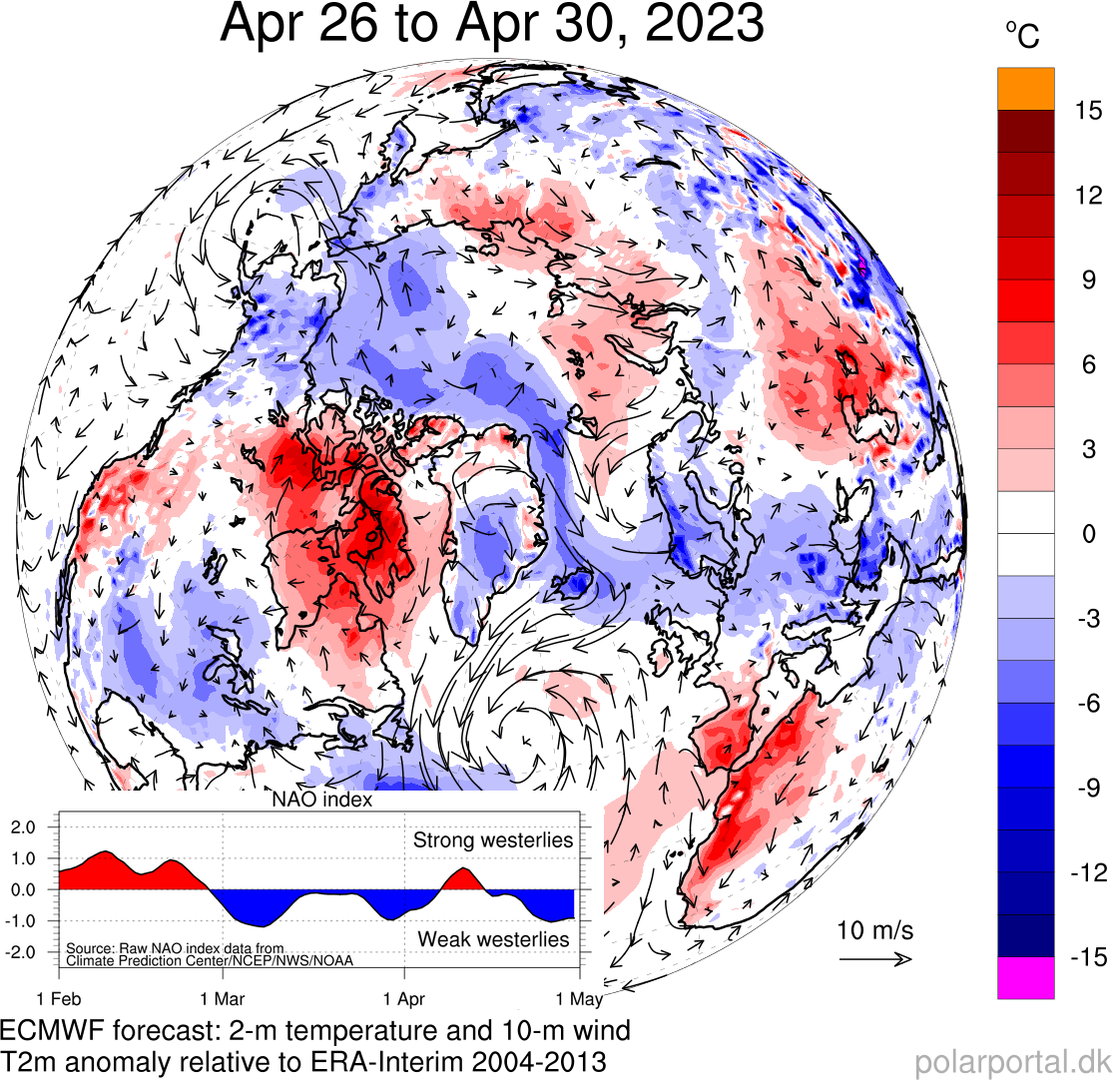 Apr 26 to Apr 30, 2023
°C
15
12
9
6
3
0
-3
-6
-9
-12
-15
10 m/s
NAO index
2.0
1.0
0.0
-1.0
-2.0
Strong westerlies
Weak westerlies
Source: Raw NAO index data from
Climate Prediction Center/NCEP/NWS/NOAA
1 Feb 1 Mar 1 Apr 1 May
ECMWF forecast: 2-m temperature and 10-m wind
T2m anomaly relative to ERA-Interim 2004-2013
polarportal.dk